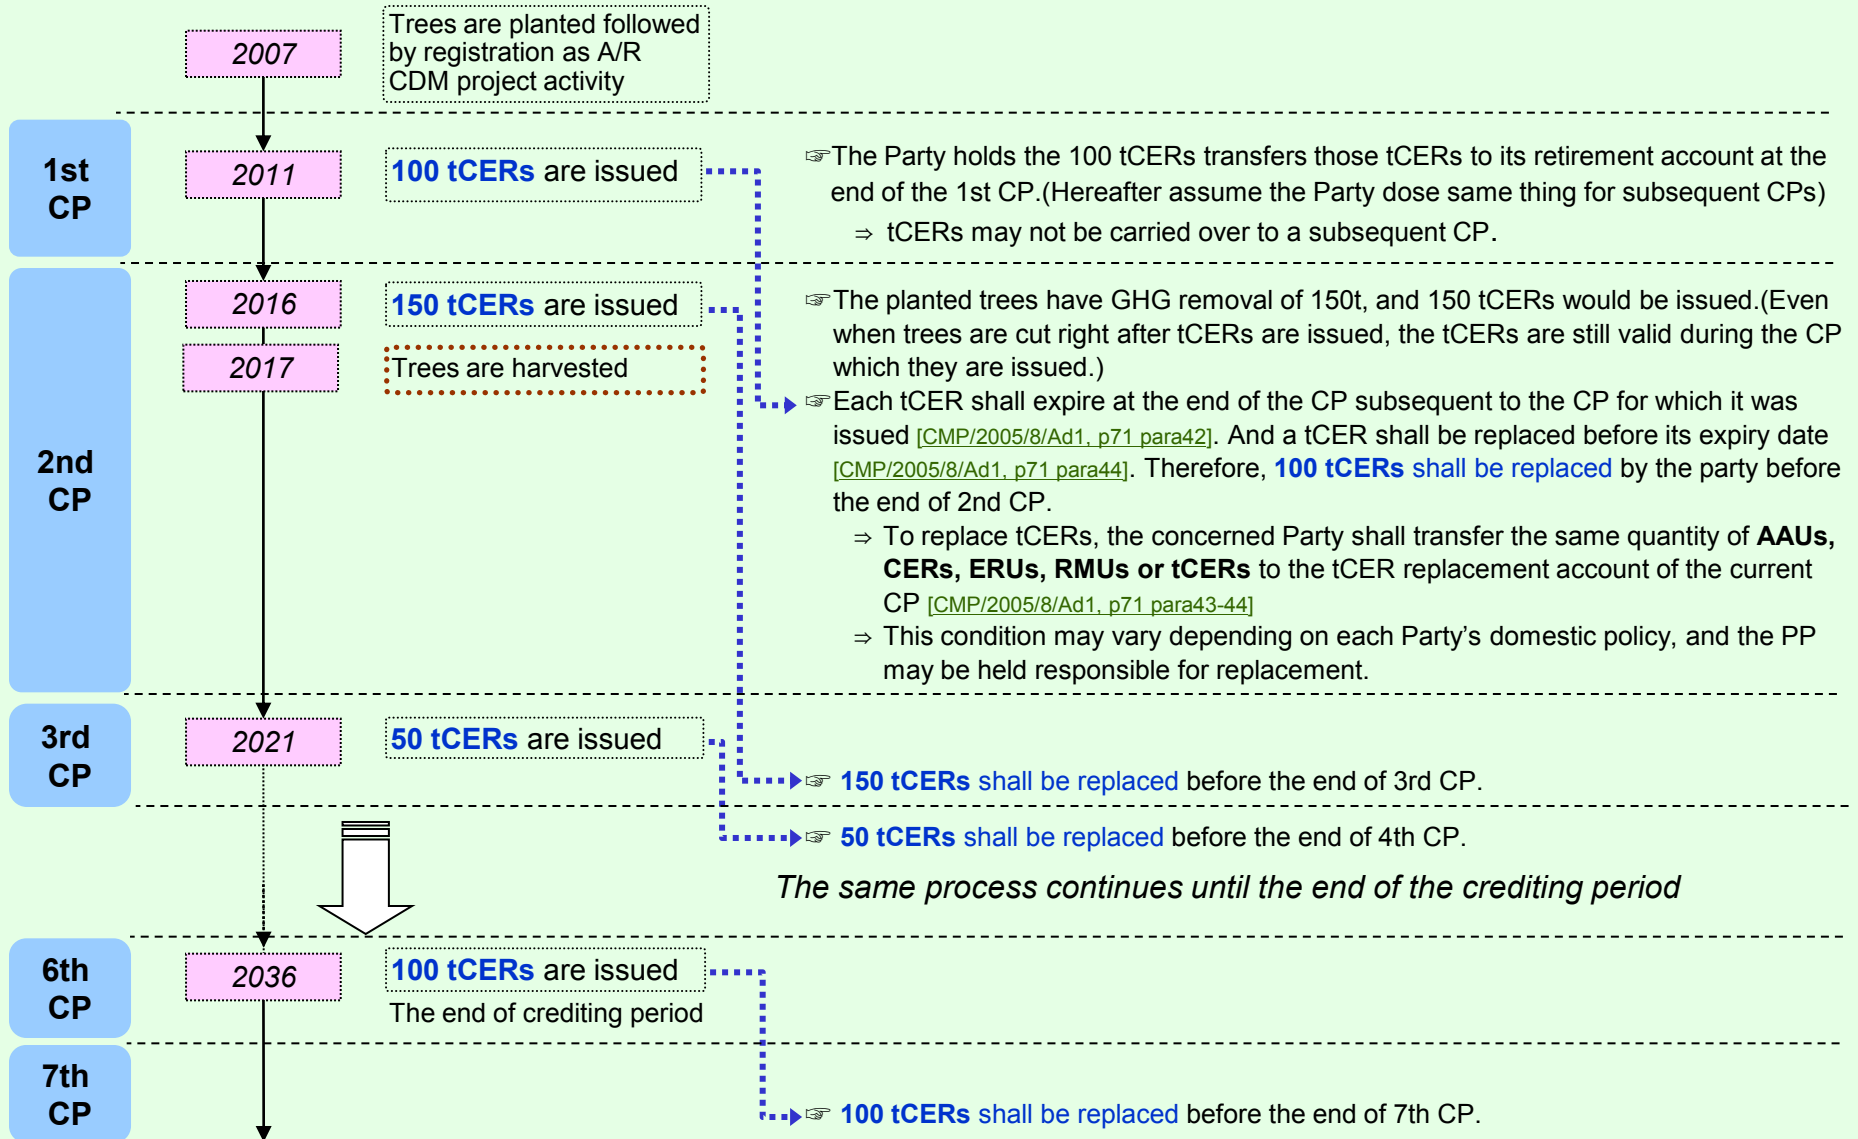 2007
Trees are planted followed
by registration as A/R
CDM project activity
1st
CP
2011
100 tCERs are issued
☞The Party holds the 100 tCERs transfers those tCERs to its retirement account at the
end of the 1st CP.(Hereafter assume the Party dose same thing for subsequent CPs)
⇒ tCERs may not be carried over to a subsequent CP.
2nd
CP
2016
150 tCERs are issued
2017
Trees are harvested
☞The planted trees have GHG removal of 150t, and 150 tCERs would be issued.(Even
when trees are cut right after tCERs are issued, the tCERs are still valid during the CP
which they are issued.)
☞Each tCER shall expire at the end of the CP subsequent to the CP for which it was
issued [CMP/2005/8/Ad1, p71 para42]. And a tCER shall be replaced before its expiry date
[CMP/2005/8/Ad1, p71 para44]. Therefore, 100 tCERs shall be replaced by the party before
the end of 2nd CP.
⇒ To replace tCERs, the concerned Party shall transfer the same quantity of AAUs,
CERs, ERUs, RMUs or tCERs to the tCER replacement account of the current
CP [CMP/2005/8/Ad1, p71 para43-44]
⇒ This condition may vary depending on each Party's domestic policy, and the PP
may be held responsible for replacement.
3rd
CP
2021
50 tCERs are issued
☞ 150 tCERs shall be replaced before the end of 3rd CP.
☞ 50 tCERs shall be replaced before the end of 4th CP.
The same process continues until the end of the crediting period
6th
CP
2036
100 tCERs are issued
The end of crediting period
7th
CP
☞ 100 tCERs shall be replaced before the end of 7th CP.